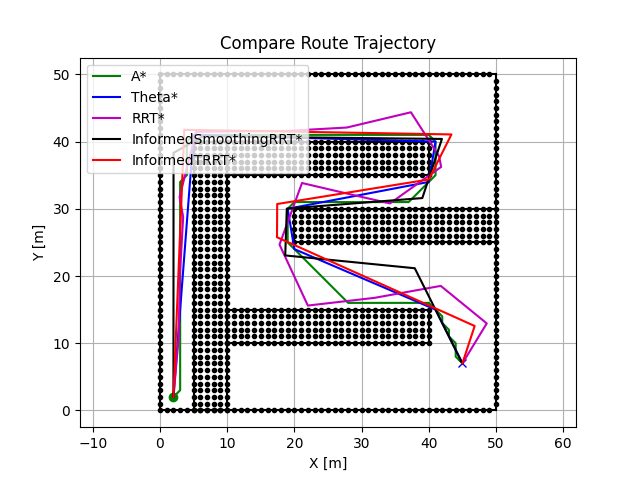 Compare Route Trajectory
A*
Theta*
RRT*
InformedSmoothingRRT*
InformedTRRT*
Y [m]
50
40
30
20
10
0
−10 0 10 20 30 40 50 60
X [m]